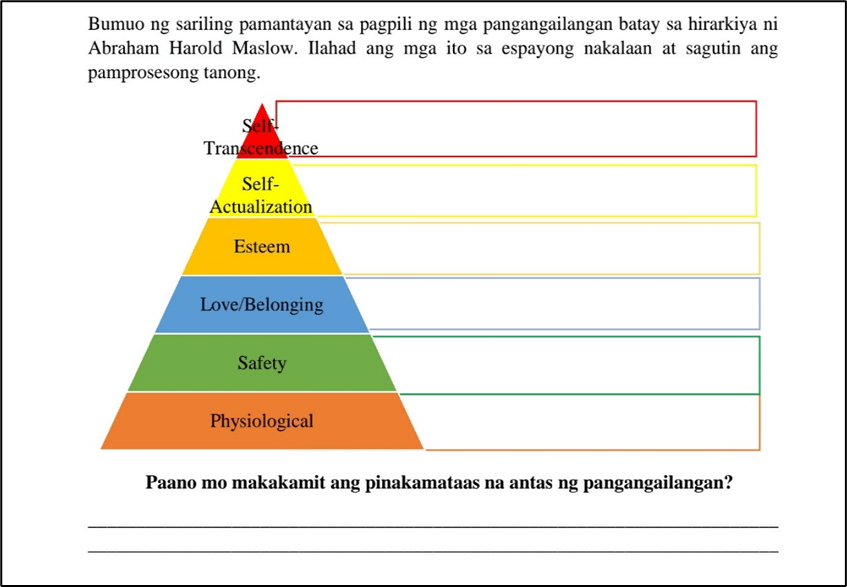 Bumuo ng sariling pamantayan sa pagpili ng mga pangangailangan batay sa hirarkiya ni
Abraham Harold Maslow. Ilahad ang mga ito sa espayong nakalaan at sagutin ang
pamprosesong tanong.
Self-
Transcendence
Self-
Actualization
Esteem
Love/Belonging
Safety
Physiological
Paano mo makakamit ang pinakamataas na antas ng pangangailangan?